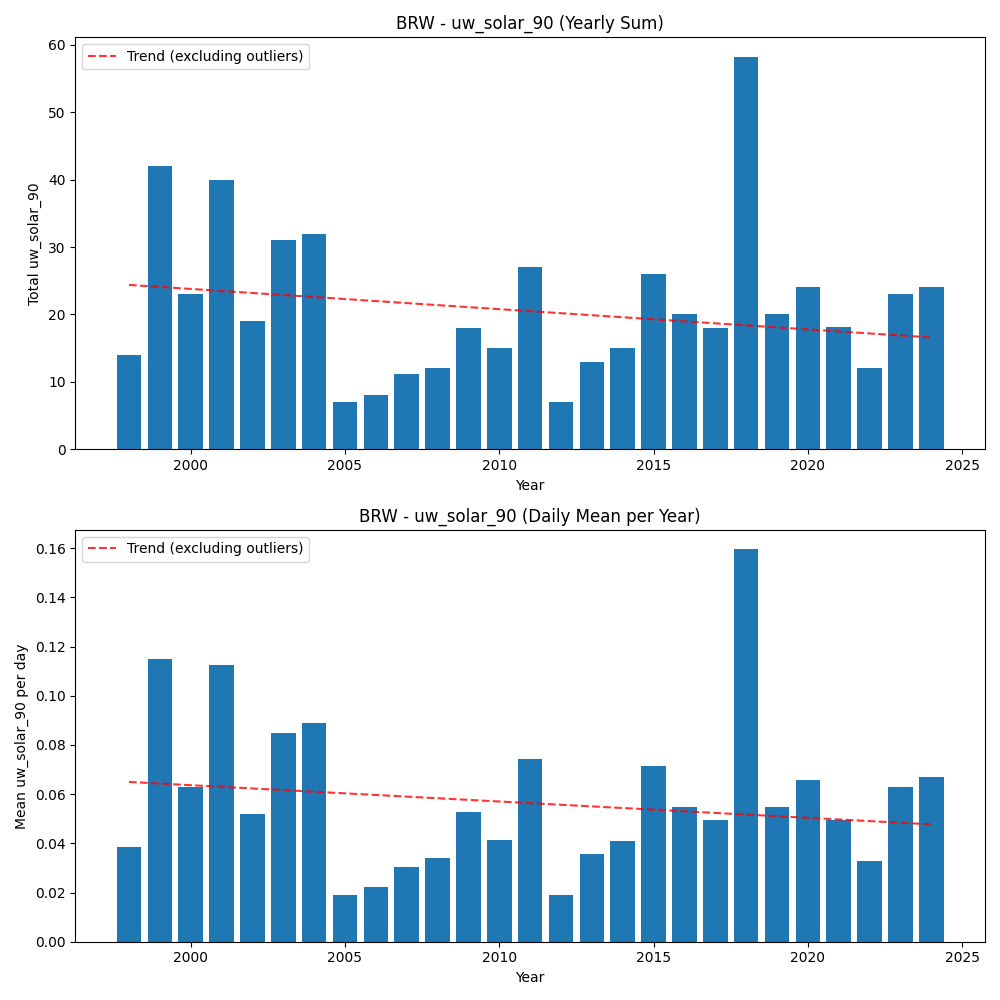 BRW - uw_solar_90 (Yearly Sum)
Trend (excluding outliers)
Total uw_solar_90
60
50
40
30
20
10
0
2000 2005 2010 2015 2020 2025
Year
BRW - uw_solar_90 (Daily Mean per Year)
Trend (excluding outliers)
Mean uw_solar_90 per day
0.16
0.14
0.12
0.10
0.08
0.06
0.04
0.02
0.00
2000 2005 2010 2015 2020 2025
Year